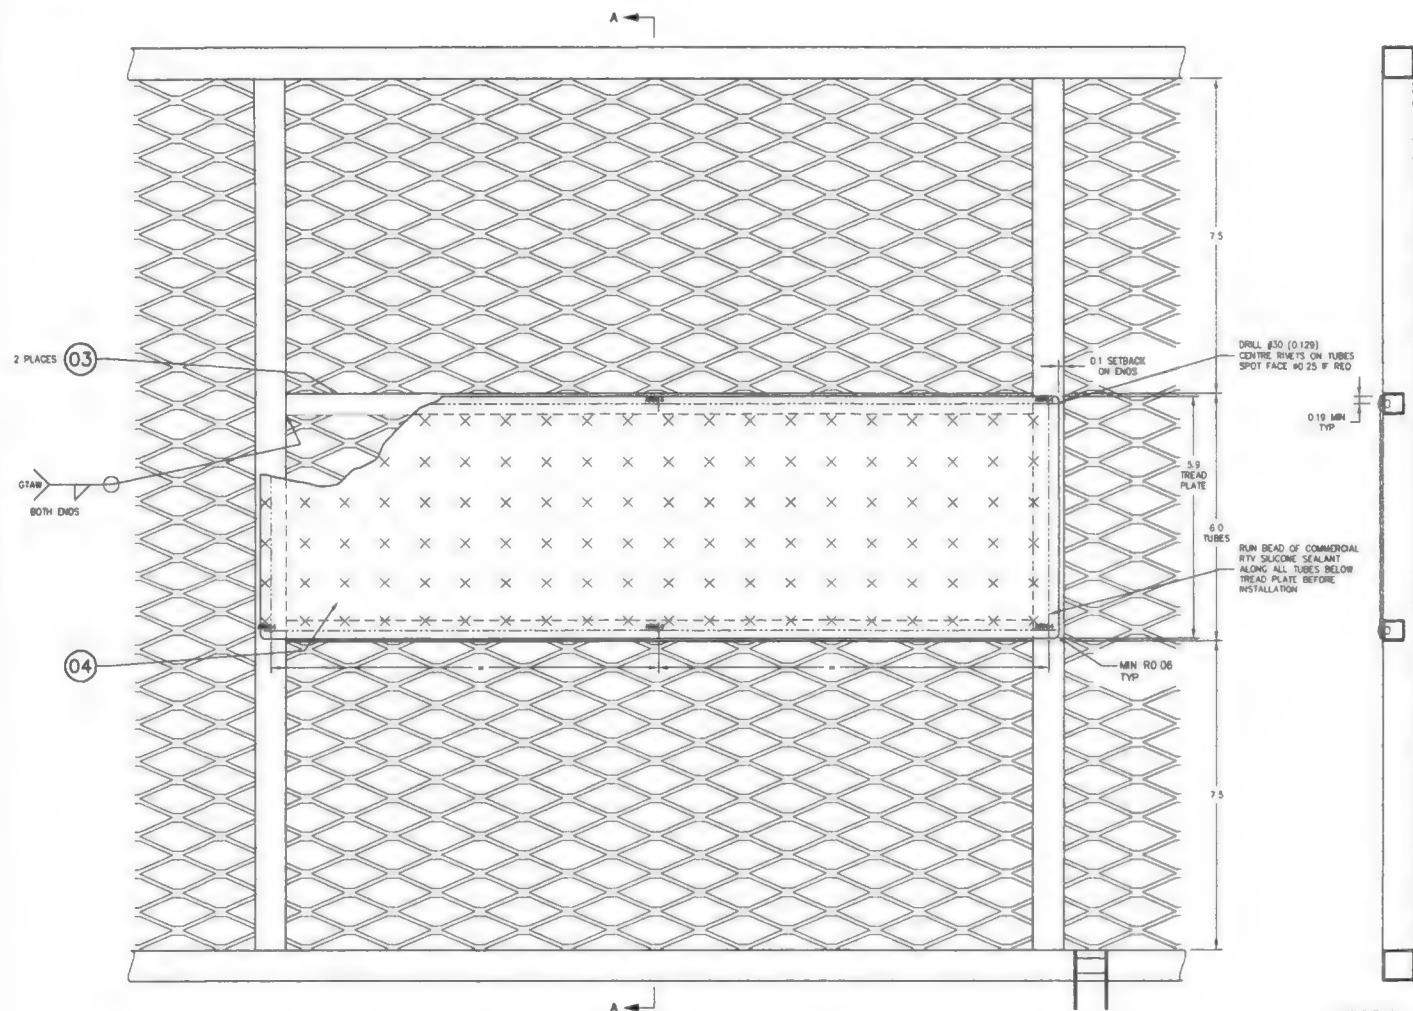 A
7.5
2 PLACES 03
0.1 SETBACK
ON ENDS
DRILL #30 (0.129)
CENTRE RIVETS ON TUBES
SPOT FACE ⌀0.25 IF REQ
0.19 MIN
TYP
GTAW
BOTH ENDS
5.9
TREAD
PLATE
6.0
TUBES
RUN BEAD OF COMMERCIAL
RTV SILICONE SEALANT
ALONG ALL TUBES BELOW
TREAD PLATE BEFORE
INSTALLATION
04
=
=
MIN R0.06
TYP
7.5
A